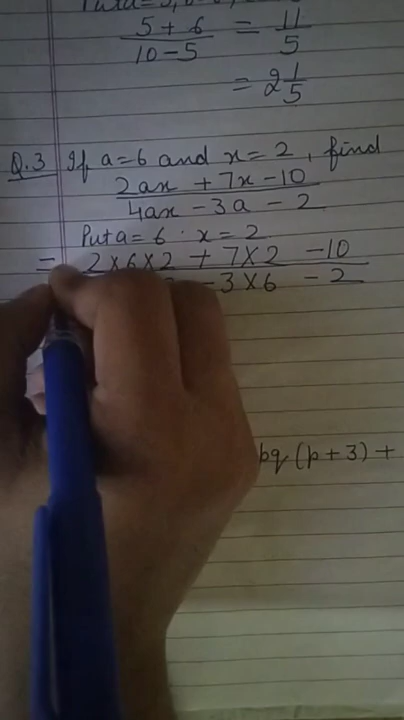 5 + 6 = 11
10 - 5 5
= 2 1/5
Q.3 If a = 6 and x = 2, find
2ax + 7x - 10
4ax - 3a - 2
Put a = 6 . x = 2
= 2 × 6 × 2 + 7 × 2 - 10
- 3 × 6 - 2
pq (p + 3) +